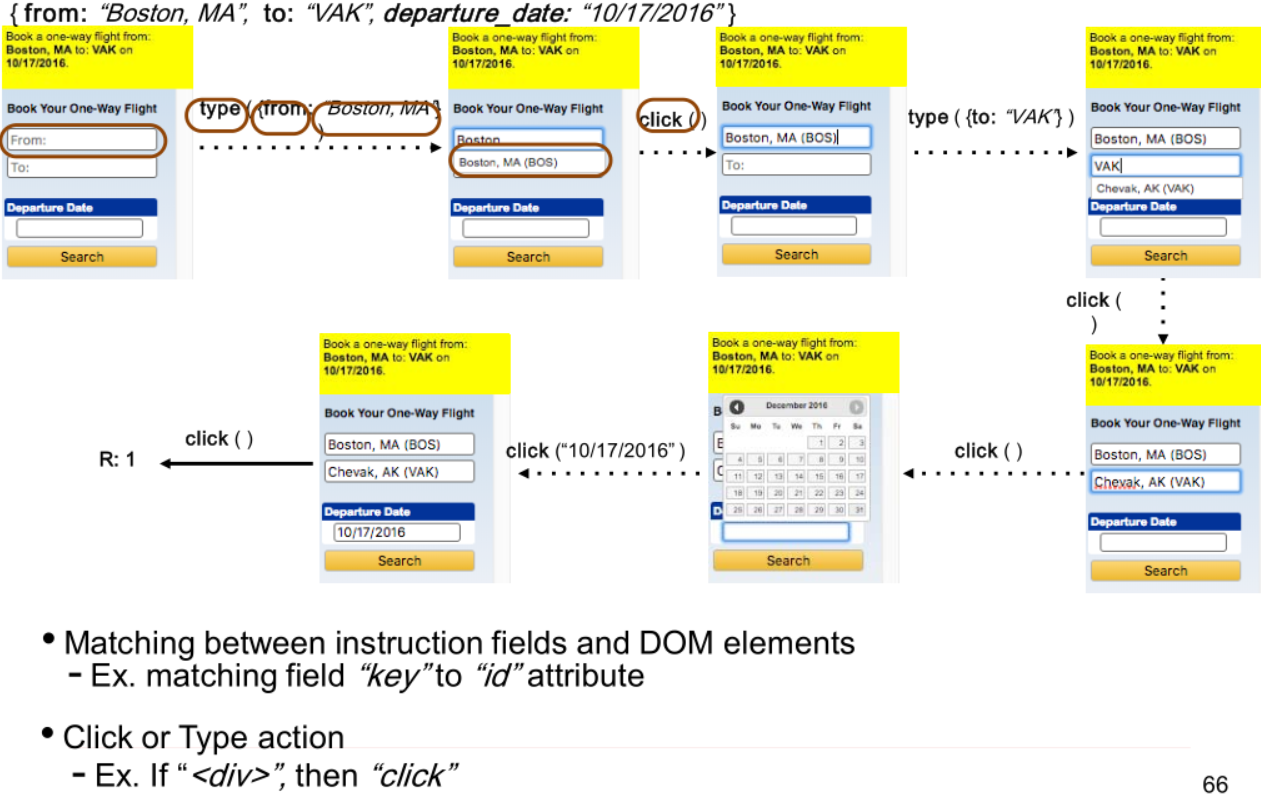 { from: “Boston, MA”, to: “VAK”, departure_date: “10/17/2016” }
Book a one-way flight from:
Boston, MA to: VAK on
10/17/2016.
Book Your One-Way Flight
From:
To:
Departure Date
Search
type ( {from: “Boston, MA”}
)
Book a one-way flight from:
Boston, MA to: VAK on
10/17/2016.
Book Your One-Way Flight
Boston
Boston, MA (BOS)
Departure Date
Search
click ( )
Book a one-way flight from:
Boston, MA to: VAK on
10/17/2016.
Book Your One-Way Flight
Boston, MA (BOS)
To:
Departure Date
Search
type ( {to: “VAK”} )
Book a one-way flight from:
Boston, MA to: VAK on
10/17/2016.
Book Your One-Way Flight
Boston, MA (BOS)
VAK
Chevak, AK (VAK)
Departure Date
Search
click (
)
Book a one-way flight from:
Boston, MA to: VAK on
10/17/2016.
Book Your One-Way Flight
Boston, MA (BOS)
Chevak, AK (VAK)
Departure Date
Search
click ( )
Book a one-way flight from:
Boston, MA to: VAK on
10/17/2016.
B
December 2016
Su Mo Tu We Th Fr Sa
1 2 3
4 5 6 7 8 9 10
11 12 13 14 15 16 17
18 19 20 21 22 23 24
25 26 27 28 29 30 31
D
Search
click (“10/17/2016” )
Book a one-way flight from:
Boston, MA to: VAK on
10/17/2016.
Book Your One-Way Flight
Boston, MA (BOS)
Chevak, AK (VAK)
Departure Date
10/17/2016
Search
click ( )
R: 1
• Matching between instruction fields and DOM elements
- Ex. matching field “key” to “id” attribute
• Click or Type action
- Ex. If “<div>”, then “click”
66